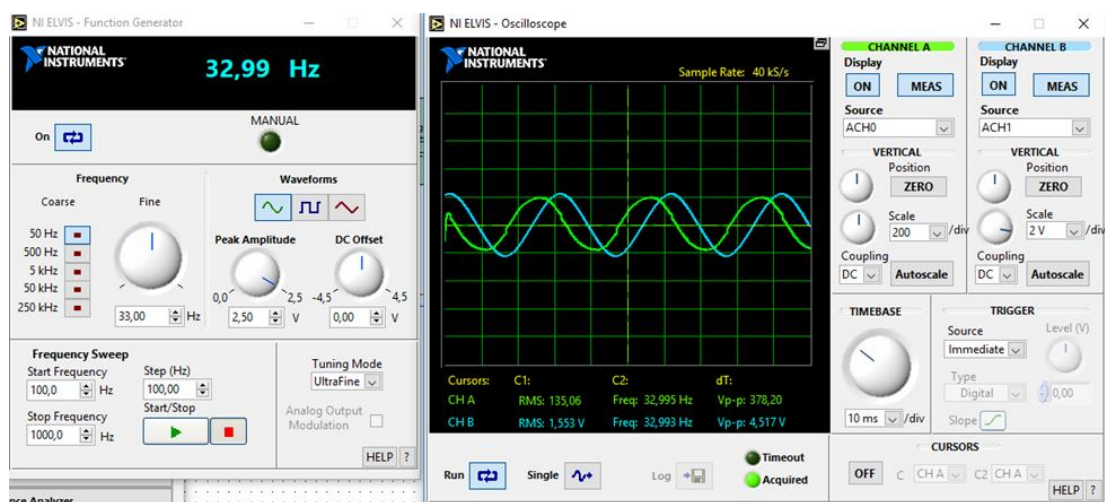 NI ELVIS - Function Generator
NATIONAL
INSTRUMENTS
32,99 Hz
On
MANUAL
Frequency
Coarse
Fine
50 Hz
500 Hz
5 kHz
50 kHz
250 kHz
33,00 Hz
Waveforms
Peak Amplitude
DC Offset
0,0
2,5
-4,5
4,5
2,50 V
0,00 V
Frequency Sweep
Start Frequency
Step (Hz)
100,0 Hz
100,00
Stop Frequency
Start/Stop
1000,0 Hz
Tuning Mode
UltraFine
Analog Output
Modulation
HELP ?
nce Analyzer
NI ELVIS - Oscilloscope
NATIONAL
INSTRUMENTS
Sample Rate: 40 kS/s
Cursors: C1: C2: dT:
CH A RMS: 135,06 Freq: 32,995 Hz Vp-p: 378,20
CH B RMS: 1,553 V Freq: 32,993 Hz Vp-p: 4,517 V
Run
Single
Log
Timeout
Acquired
CHANNEL A
Display
ON MEAS
Source
ACH0
VERTICAL
Position
ZERO
Scale
200 /div
Coupling
DC Autoscale
CHANNEL B
Display
ON MEAS
Source
ACH1
VERTICAL
Position
ZERO
Scale
2 V /div
Coupling
DC Autoscale
TIMEBASE
10 ms /div
TRIGGER
Source
Level (V)
Immediate
Type
Digital
0,00
Slope
CURSORS
OFF C CH A C2 CH A
HELP ?